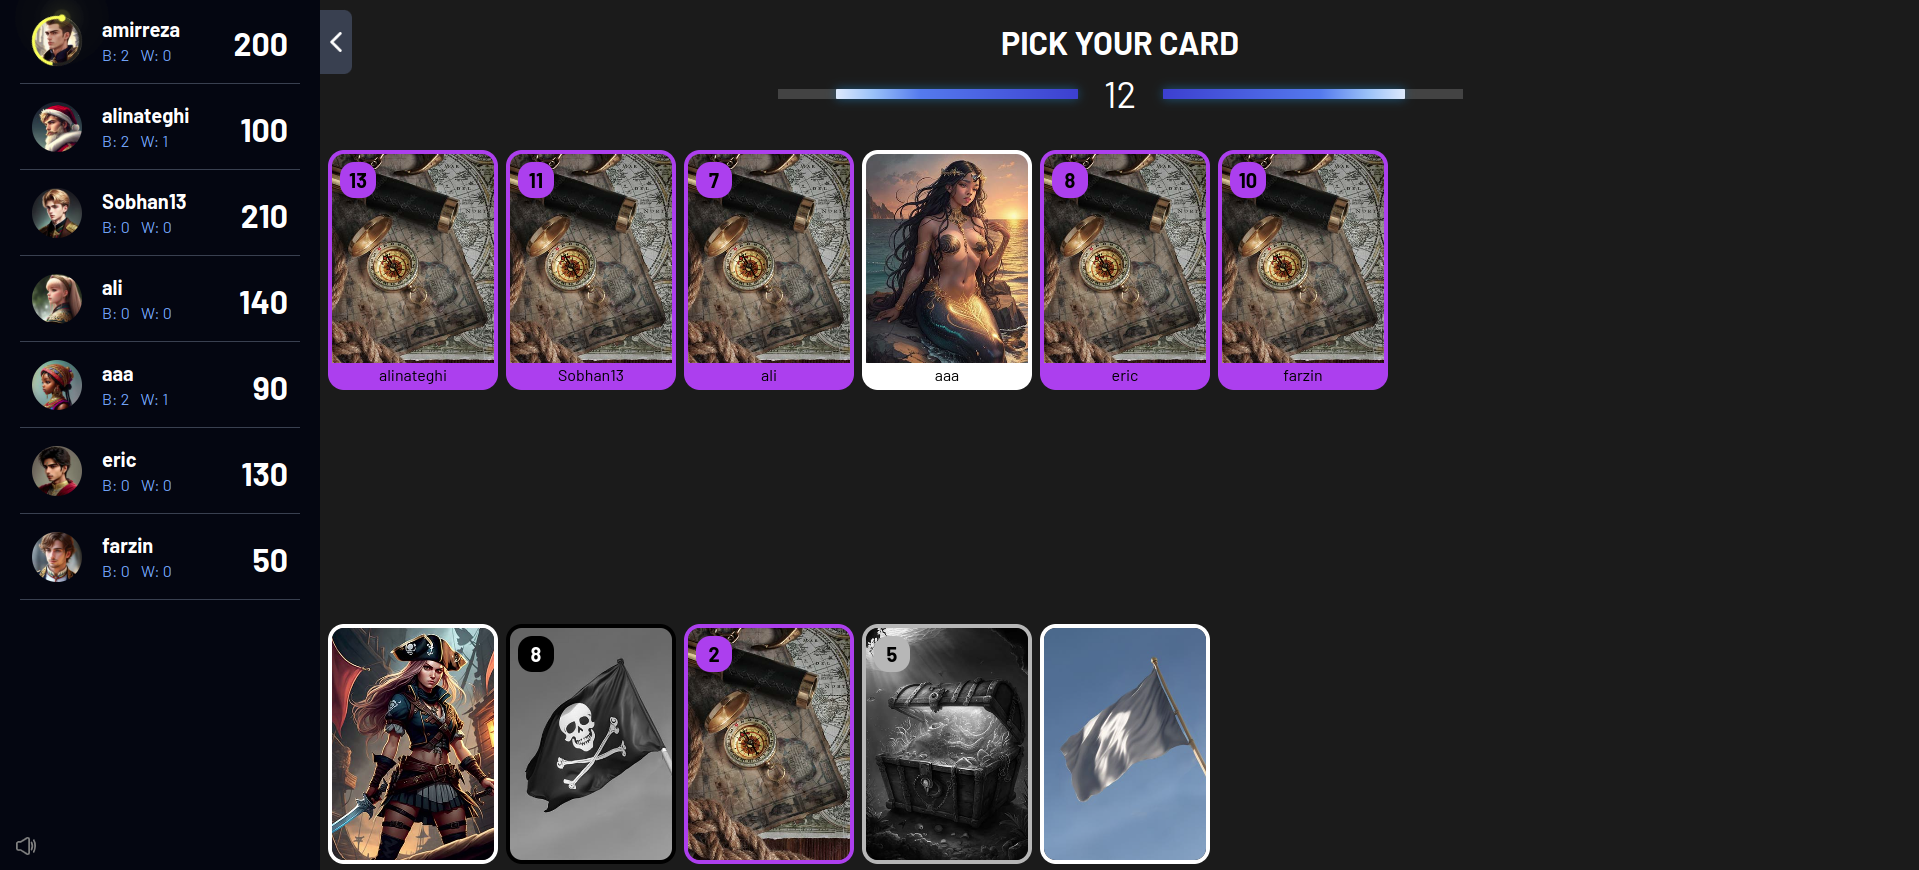 amirreza
B: 2 W: 0
200
alinateghi
B: 2 W: 1
100
Sobhan13
B: 0 W: 0
210
ali
B: 0 W: 0
140
aaa
B: 2 W: 1
90
eric
B: 0 W: 0
130
farzin
B: 0 W: 0
50
PICK YOUR CARD
12
13
alinateghi
11
Sobhan13
7
ali
aaa
8
eric
10
farzin
8
2
5